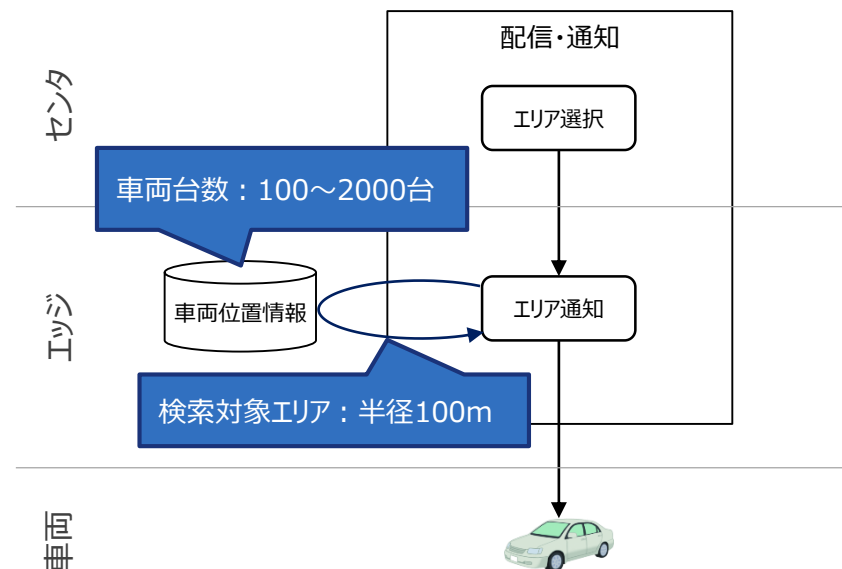 配信・通知
センタ
エリア選択
車両台数：100～2000台
エッジ
車両位置情報
エリア通知
検索対象エリア：半径100m
車両